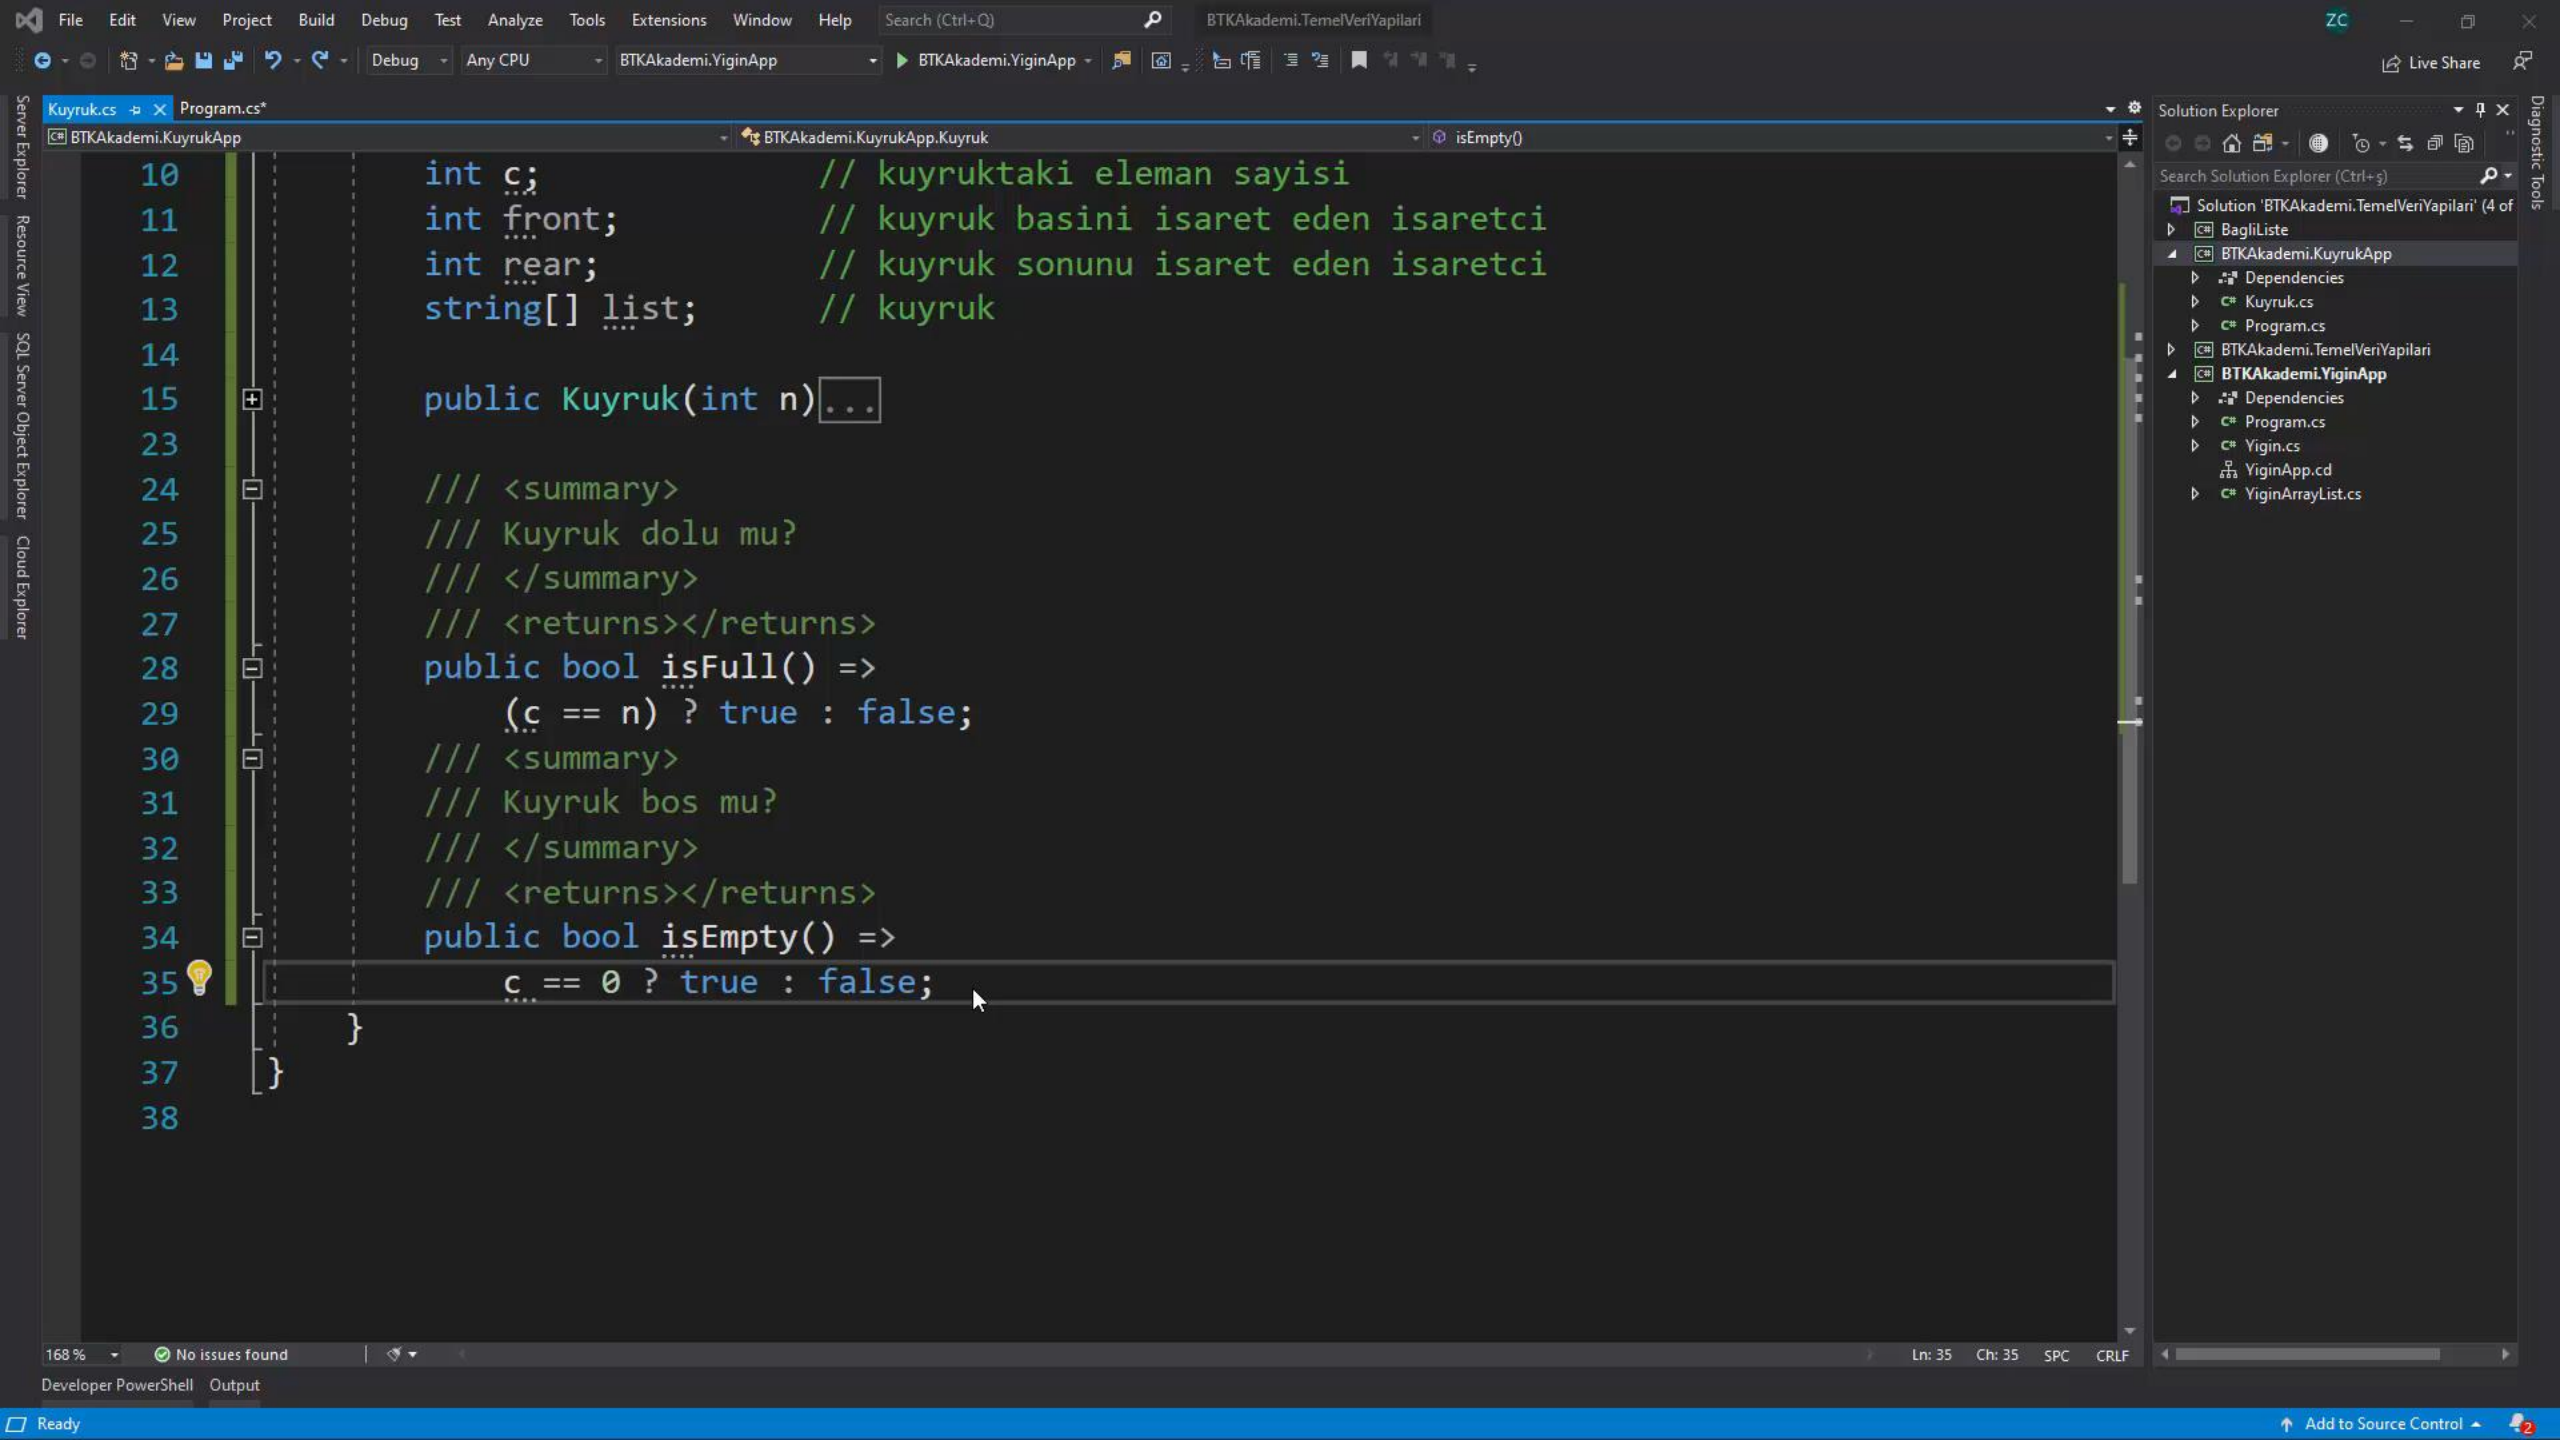 File Edit View Project Build Debug Test Analyze Tools Extensions Window Help Search (Ctrl+Q) BTKAkademi.TemelVeriYapilari ZC
Debug Any CPU BTKAkademi.YiginApp BTKAkademi.YiginApp Live Share
Server Explorer
Resource View
SQL Server Object Explorer
Cloud Explorer
Kuyruk.cs Program.cs*
BTKAkademi.KuyrukApp BTKAkademi.KuyrukApp.Kuyruk isEmpty()
10 int c; // kuyruktaki eleman sayisi
11 int front; // kuyruk basini isaret eden isaretci
12 int rear; // kuyruk sonunu isaret eden isaretci
13 string[] list; // kuyruk
14
15 public Kuyruk(int n)...
23
24 /// <summary>
25 /// Kuyruk dolu mu?
26 /// </summary>
27 /// <returns></returns>
28 public bool isFull() =>
29 (c == n) ? true : false;
30 /// <summary>
31 /// Kuyruk bos mu?
32 /// </summary>
33 /// <returns></returns>
34 public bool isEmpty() =>
35 c == 0 ? true : false;
36 }
37 }
38
168 % No issues found Ln: 35 Ch: 35 SPC CRLF
Developer PowerShell Output
Ready Add to Source Control 2
Solution Explorer
Search Solution Explorer (Ctrl+ş)
Solution 'BTKAkademi.TemelVeriYapilari' (4 of
BagliListe
BTKAkademi.KuyrukApp
Dependencies
Kuyruk.cs
Program.cs
BTKAkademi.TemelVeriYapilari
BTKAkademi.YiginApp
Dependencies
Program.cs
Yigin.cs
YiginApp.cd
YiginArrayList.cs
Diagnostic Tools